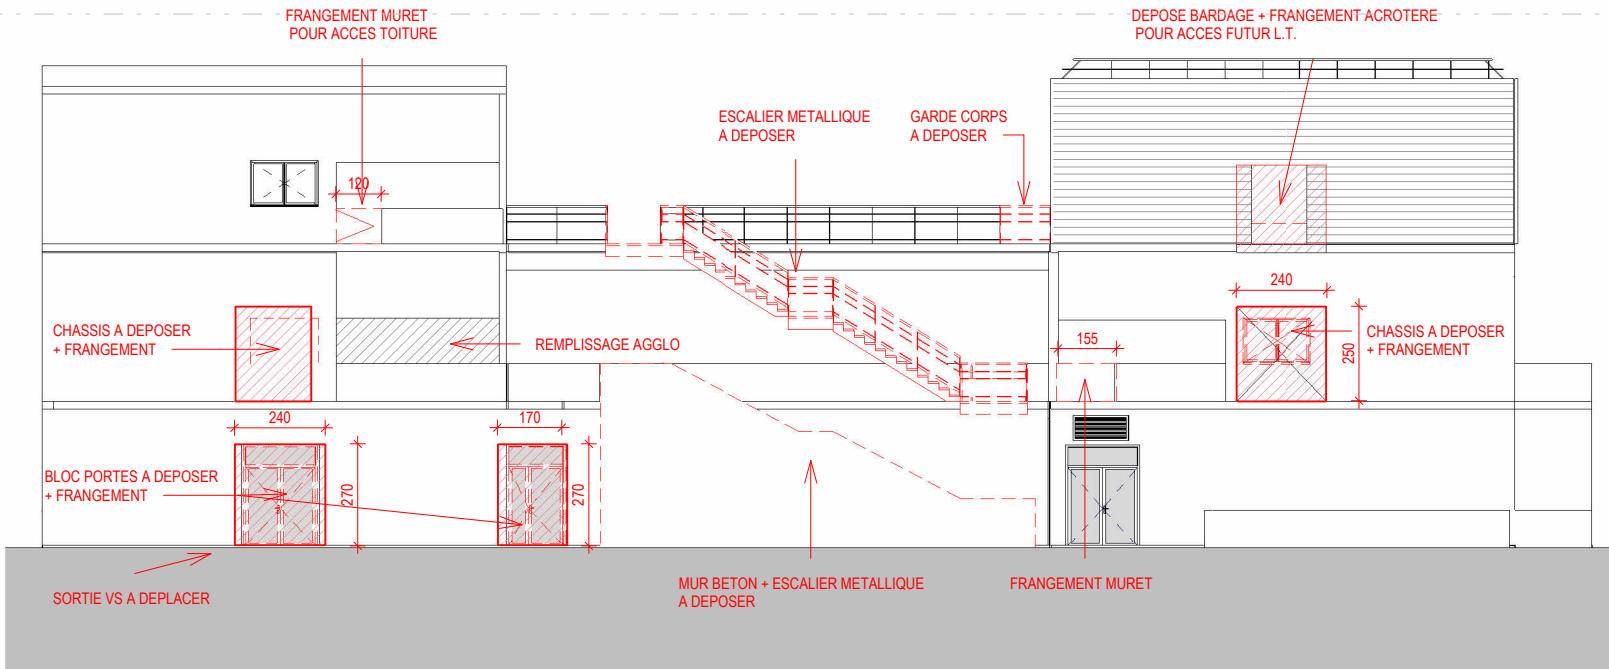 FRANGEMENT MURET
POUR ACCES TOITURE
DEPOSE BARDAGE + FRANGEMENT ACROTERE
POUR ACCES FUTUR L.T.
ESCALIER METALLIQUE
A DEPOSER
GARDE CORPS
A DEPOSER
120
240
CHASSIS A DEPOSER
+ FRANGEMENT
REMPLISSAGE AGGLO
155
250
CHASSIS A DEPOSER
+ FRANGEMENT
240
170
BLOC PORTES A DEPOSER
+ FRANGEMENT
270
270
SORTIE VS A DEPLACER
MUR BETON + ESCALIER METALLIQUE
A DEPOSER
FRANGEMENT MURET